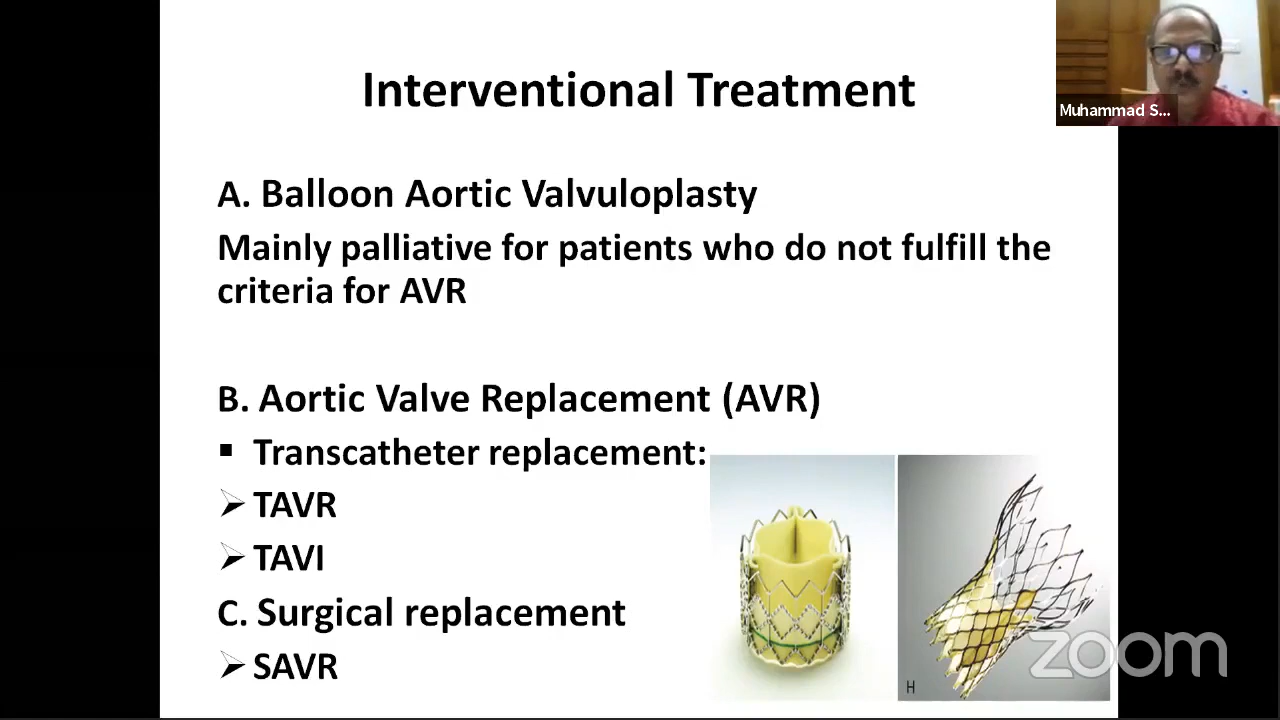 Interventional Treatment
Muhammad S...
A. Balloon Aortic Valvuloplasty
Mainly palliative for patients who do not fulfill the
criteria for AVR
B. Aortic Valve Replacement (AVR)
▪ Transcatheter replacement:
➢ TAVR
➢ TAVI
C. Surgical replacement
➢ SAVR
H
zoom